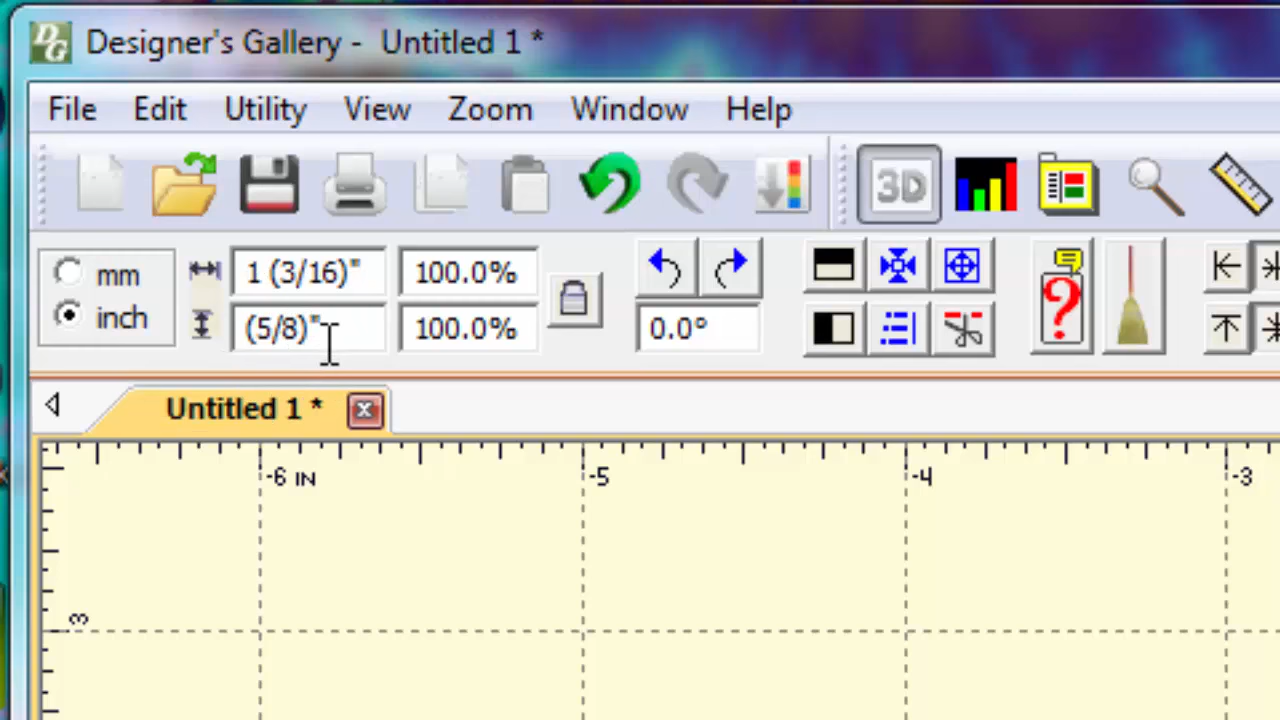 DG Designer's Gallery - Untitled 1 *
File Edit Utility View Zoom Window Help
3D
mm 1 (3/16)" 100.0%
inch (5/8)" 100.0% 0.0° ?
Untitled 1 * x
-6 IN -5 -4 -3
3